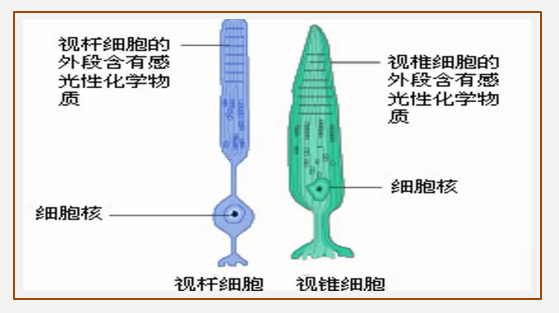 视杆细胞的
外段含有感
光性化学物
质
视椎细胞的
外段含有感
光性化学物
质
细胞核
细胞核
视杆细胞
视锥细胞